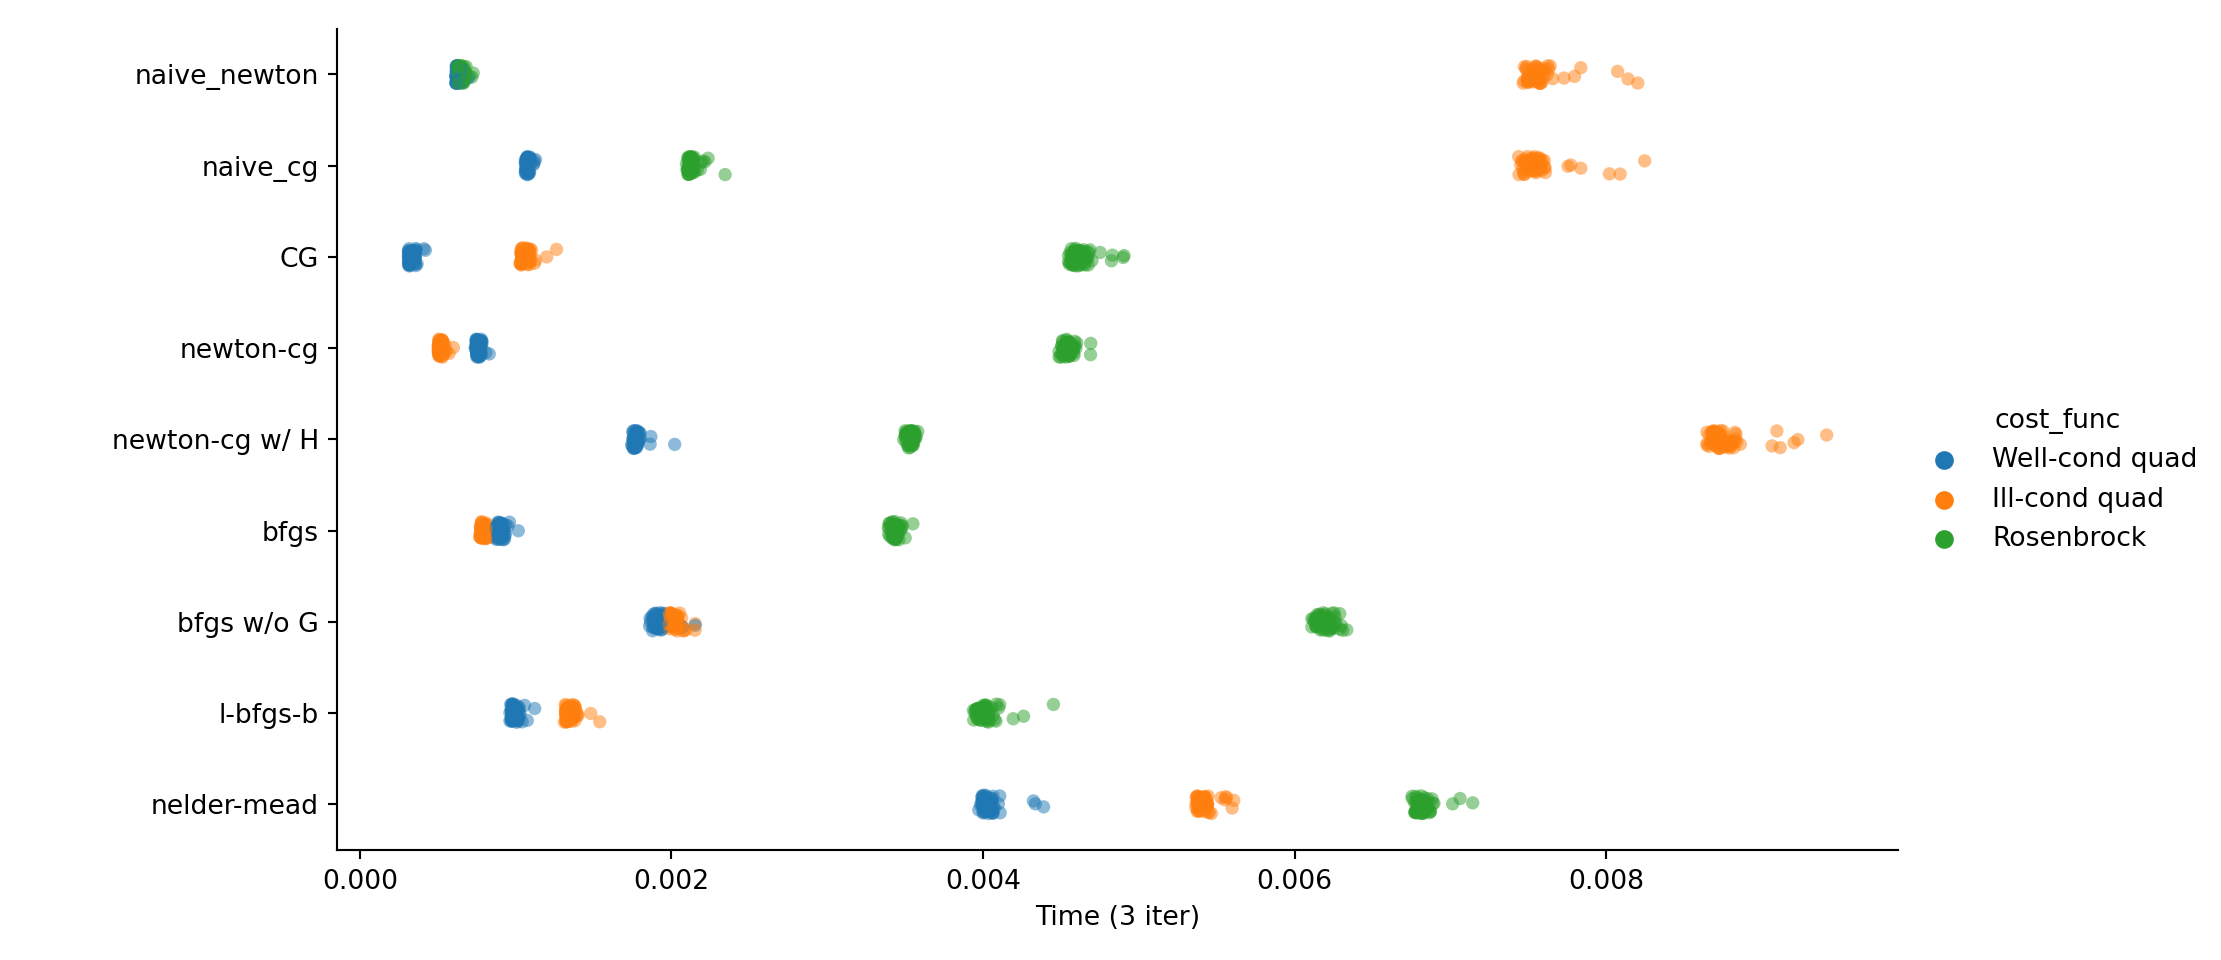 naive_newton
naive_cg
CG
newton-cg
newton-cg w/ H
bfgs
bfgs w/o G
l-bfgs-b
nelder-mead
0.000 0.002 0.004 0.006 0.008
Time (3 iter)
cost_func
Well-cond quad
Ill-cond quad
Rosenbrock